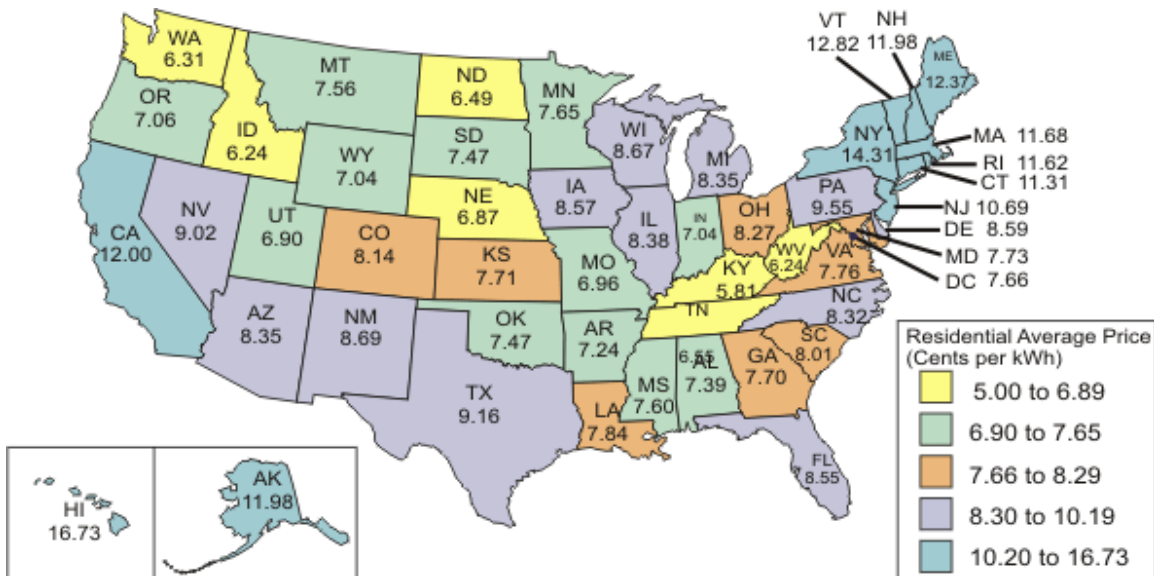 VT
12.82
NH
11.98
WA
6.31
MT
7.56
ND
6.49
MN
7.65
ME
12.37
OR
7.06
ID
6.24
SD
7.47
WI
8.67
MI
8.35
NY
14.31
MA 11.68
RI 11.62
CT 11.31
WY
7.04
IA
8.57
PA
9.55
NJ 10.69
DE 8.59
MD 7.73
DC 7.66
NE
6.87
NV
9.02
UT
6.90
CA
12.00
CO
8.14
KS
7.71
IL
8.38
IN
7.04
OH
8.27
WV
6.24
VA
7.76
MO
6.96
KY
5.81
NC
8.32
TN
6.55
AZ
8.35
NM
8.69
OK
7.47
AR
7.24
SC
8.01
GA
7.70
AL
7.39
MS
7.60
TX
9.16
LA
7.84
FL
8.55
HI
16.73
AK
11.98
Residential Average Price
(Cents per kWh)
5.00 to 6.89
6.90 to 7.65
7.66 to 8.29
8.30 to 10.19
10.20 to 16.73